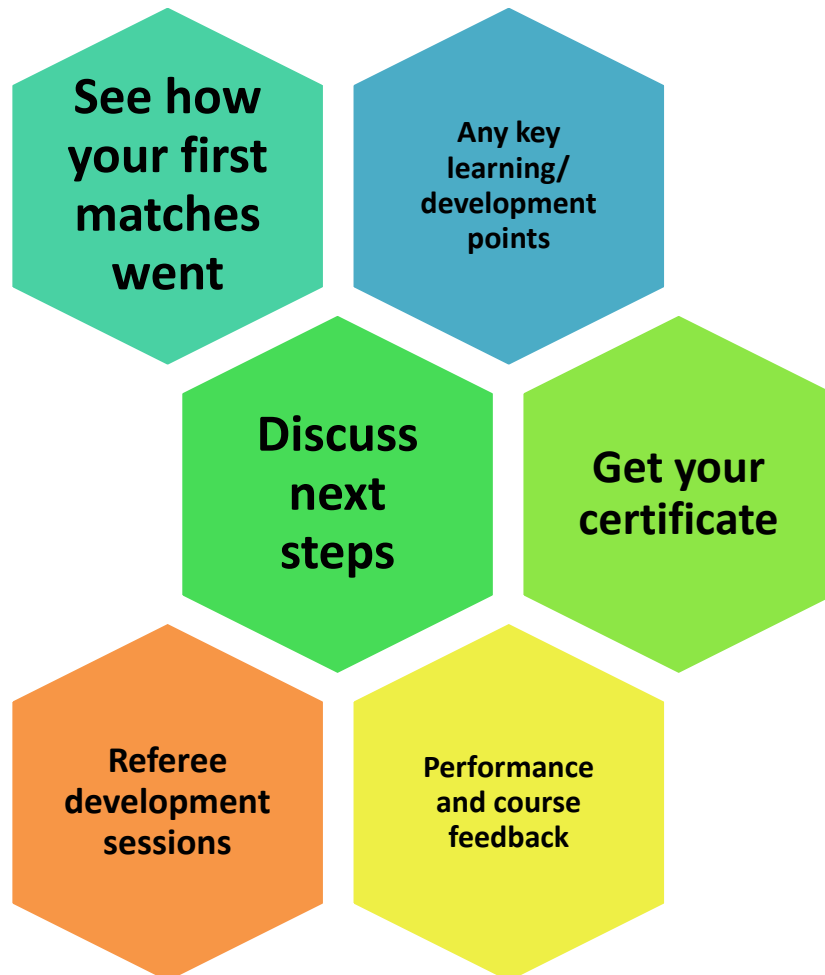 See how
your first
matches
went
Any key
learning/
development
points
Discuss
next
steps
Get your
certificate
Referee
development
sessions
Performance
and course
feedback